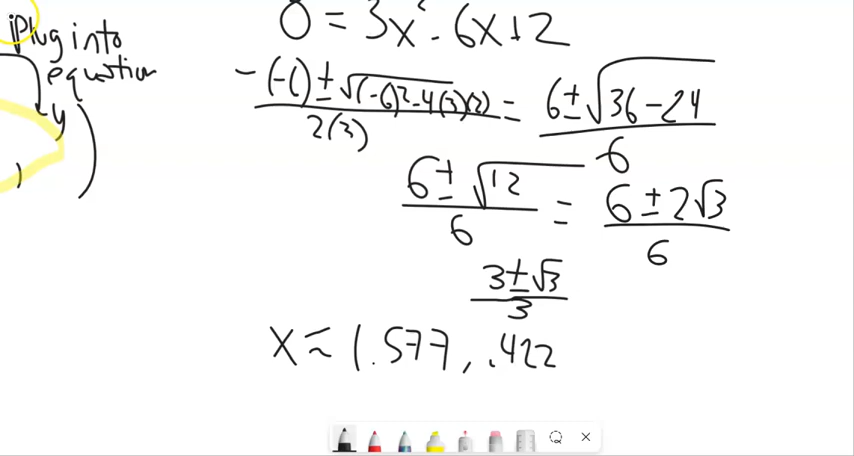 0 = 3x² - 6x + 2
Plug into
equation
y
-(-6) ± √(-6)²-4(3)(2) / 2(3) = 6 ± √36 - 24 / 6
6 ± √12 / 6 = 6 ± 2√3 / 6
3 ± √3 / 3
x ≈ 1.577, .422